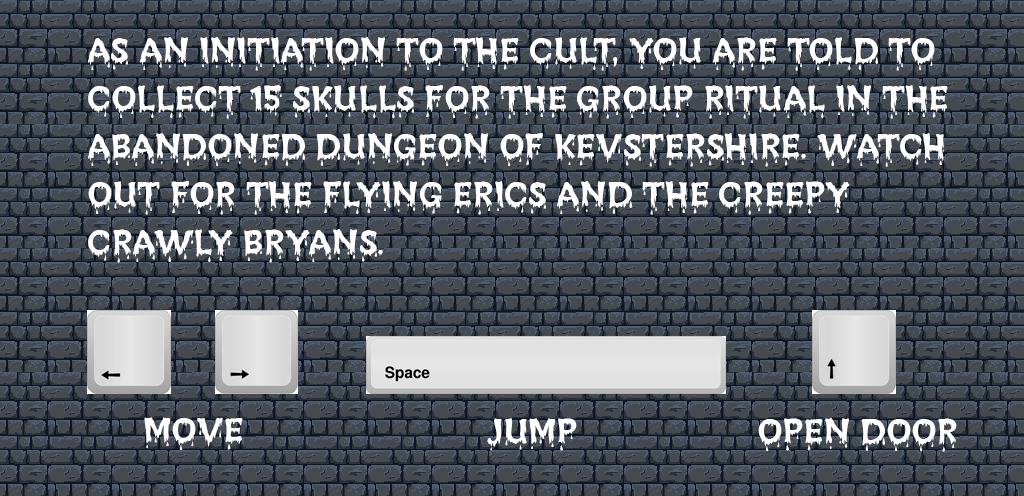 AS AN INITIATION TO THE CULT, YOU ARE TOLD TO
COLLECT 15 SKULLS FOR THE GROUP RITUAL IN THE
ABANDONED DUNGEON OF KEVSTERSHIRE. WATCH
OUT FOR THE FLYING ERICS AND THE CREEPY
CRAWLY BRYANS.
← → Space ↑
MOVE JUMP OPEN DOOR